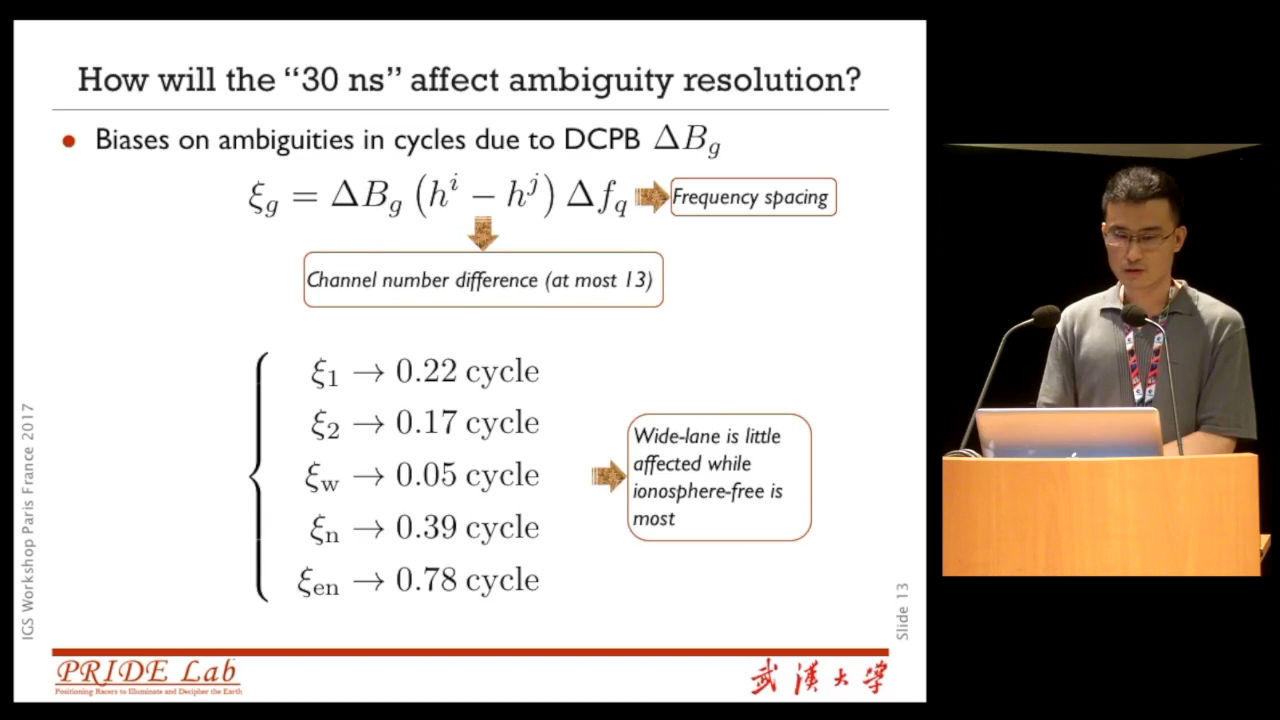 How will the “30 ns” affect ambiguity resolution?
• Biases on ambiguities in cycles due to DCPB ΔB_g
ξ_g = ΔB_g (h^i − h^j) Δf_q
Frequency spacing
Channel number difference (at most 13)
ξ_1 → 0.22 cycle
ξ_2 → 0.17 cycle
ξ_w → 0.05 cycle
ξ_n → 0.39 cycle
ξ_en → 0.78 cycle
Wide-lane is little
affected while
ionosphere-free is
most
IGS Workshop Paris France 2017
Slide 13
PRIDE Lab
Positioning Racers to Illuminate and Decipher the Earth
武漢大学